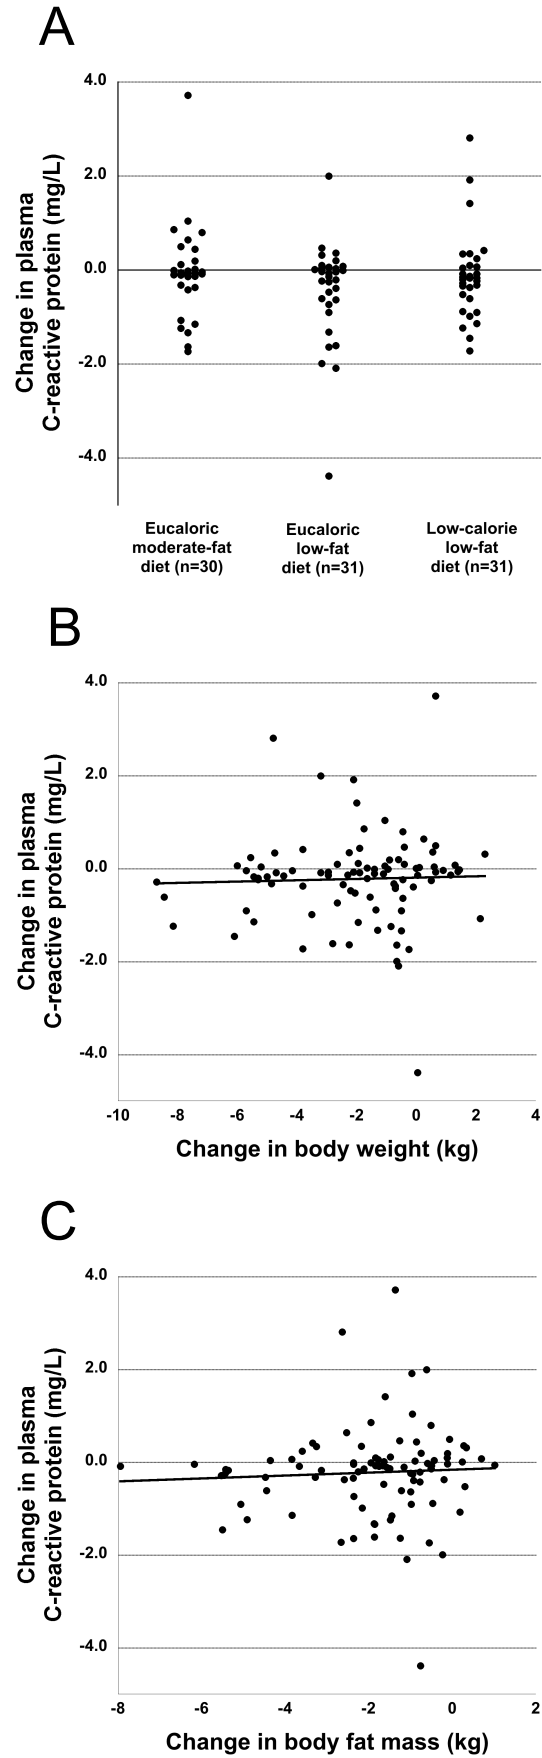 A
4.0
2.0
0.0
-2.0
-4.0
Change in plasma
C-reactive protein (mg/L)
Eucaloric
moderate-fat
diet (n=30)
Eucaloric
low-fat
diet (n=31)
Low-calorie
low-fat
diet (n=31)
B
4.0
2.0
0.0
-2.0
-4.0
Change in plasma
C-reactive protein (mg/L)
-10 -8 -6 -4 -2 0 2 4
Change in body weight (kg)
C
4.0
2.0
0.0
-2.0
-4.0
Change in plasma
C-reactive protein (mg/L)
-8 -6 -4 -2 0 2
Change in body fat mass (kg)